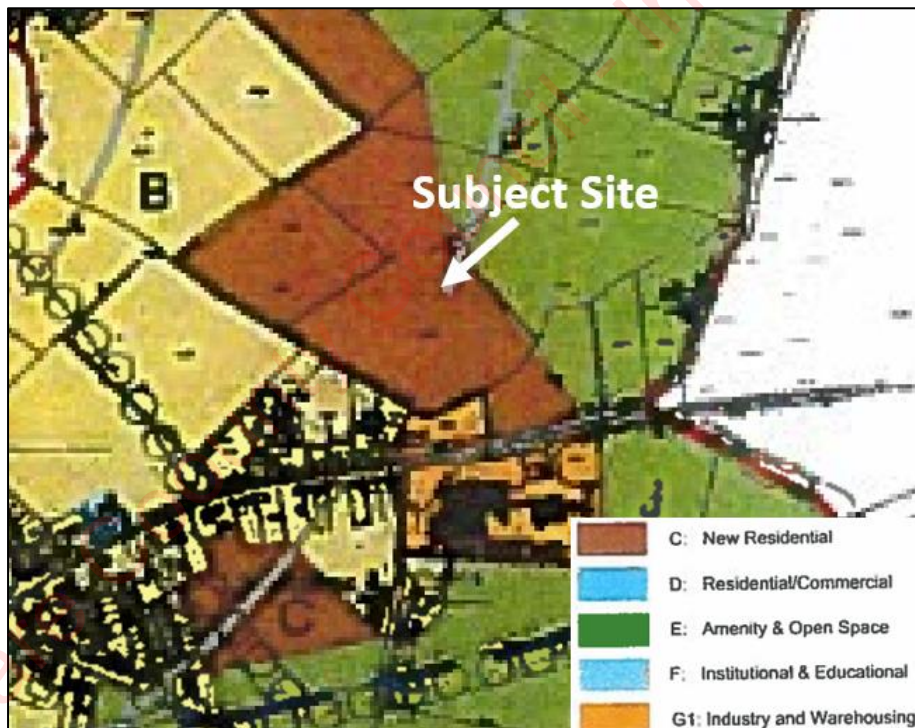 B
Subject Site
J
C
C: New Residential
D: Residential/Commercial
E: Amenity & Open Space
F: Institutional & Educational
G1: Industry and Warehousing